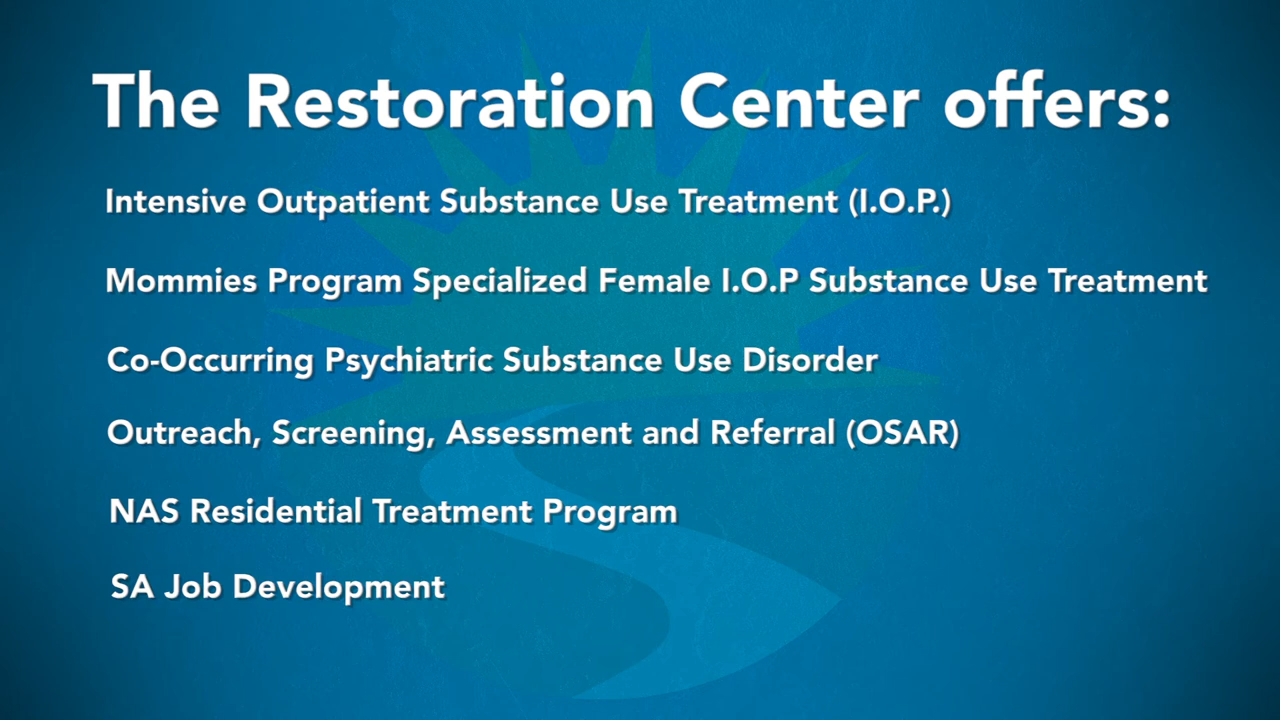 The Restoration Center offers:
Intensive Outpatient Substance Use Treatment (I.O.P.)
Mommies Program Specialized Female I.O.P Substance Use Treatment
Co-Occurring Psychiatric Substance Use Disorder
Outreach, Screening, Assessment and Referral (OSAR)
NAS Residential Treatment Program
SA Job Development